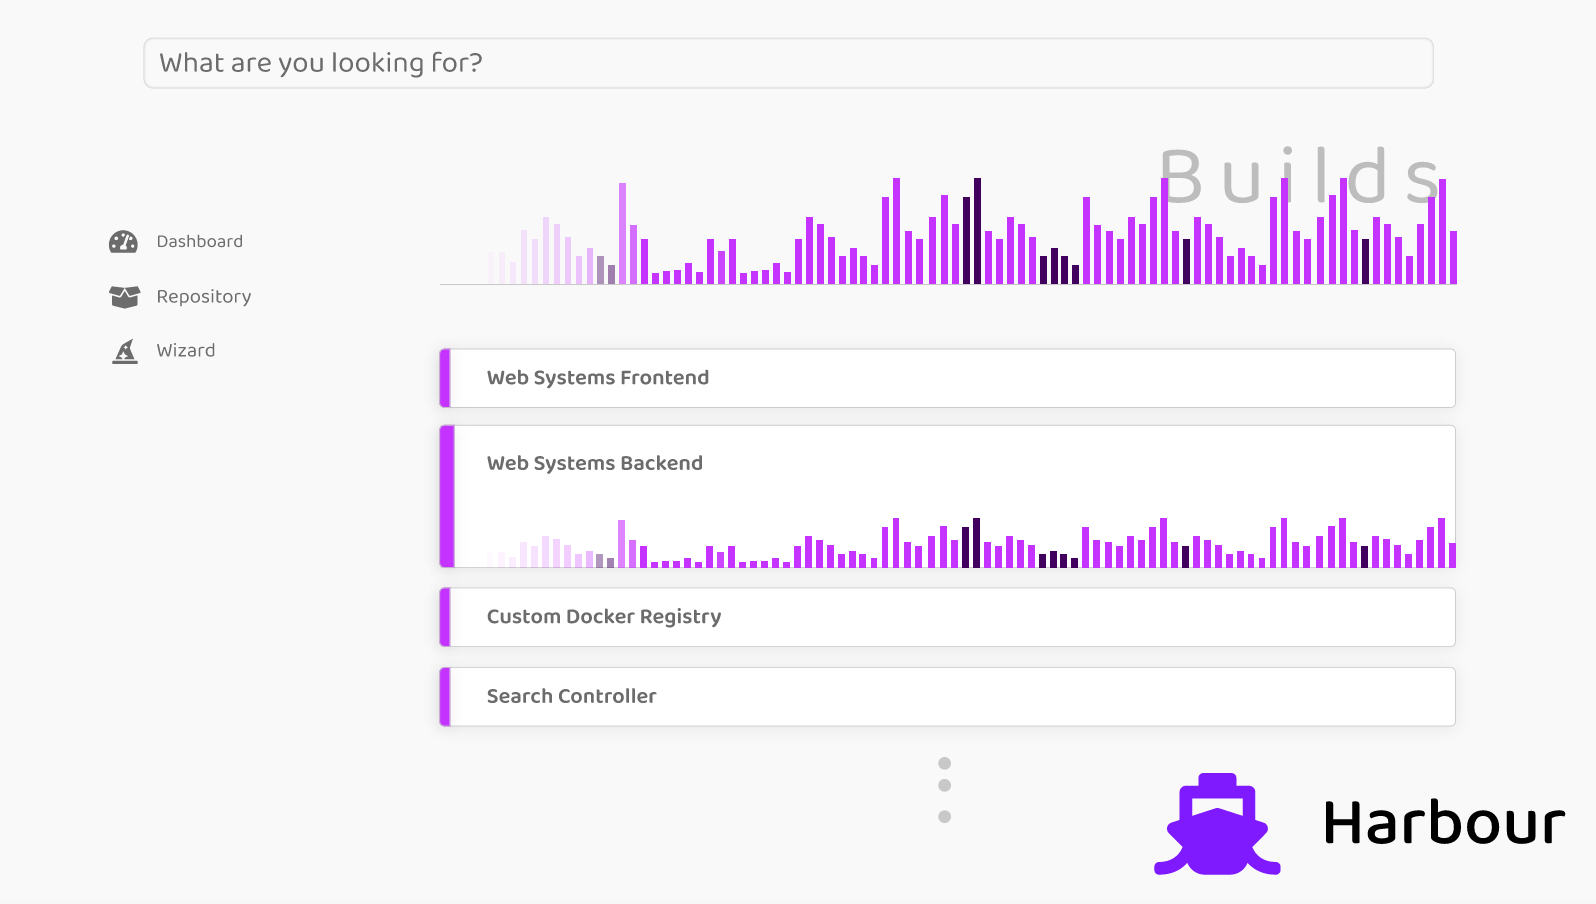 What are you looking for?
Builds
Dashboard
Repository
Wizard
Web Systems Frontend
Web Systems Backend
Custom Docker Registry
Search Controller
Harbour